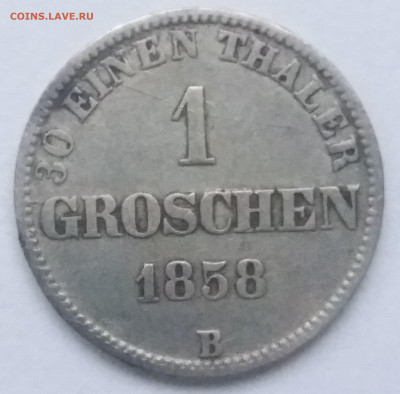 COINS.LAVE.RU
30 EINEN THALER
1
GROSCHEN
1858
B